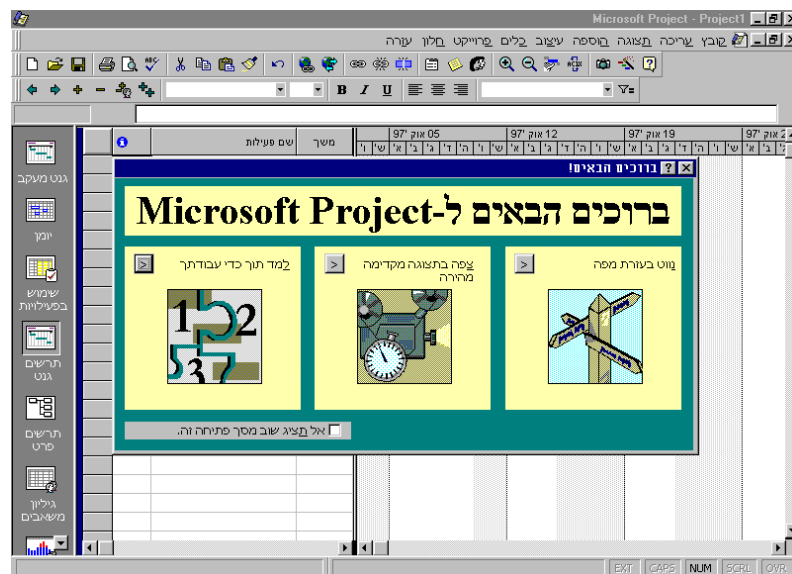 Microsoft Project - Project1
קובץ עריכה תצוגה הוספה עיצוב כלים פרוייקט חלון עזרה
B I U
05 אוק '97
12 אוק '97
19 אוק '97
משך
שם פעילות
ו' ש' א' ב' ג' ד' ה' ו' ש' א' ב' ג' ד' ה' ו' ש' א' ב' ג' ד' ה' ו' ש' א' ב' ג'
ברוכים הבאים!
ברוכים הבאים ל-Microsoft Project
נווט בעזרת מפה
צפה בתצוגה מקדימה
מהירה
למד תוך כדי עבודתך
1 2
3
אל תציג שוב מסך פתיחה זה.
גנט מעקב
יומן
שימוש
בפעילויות
תרשים
גנט
תרשים
פרט
גיליון
משאבים
EXT CAPS NUM SCRL OVR